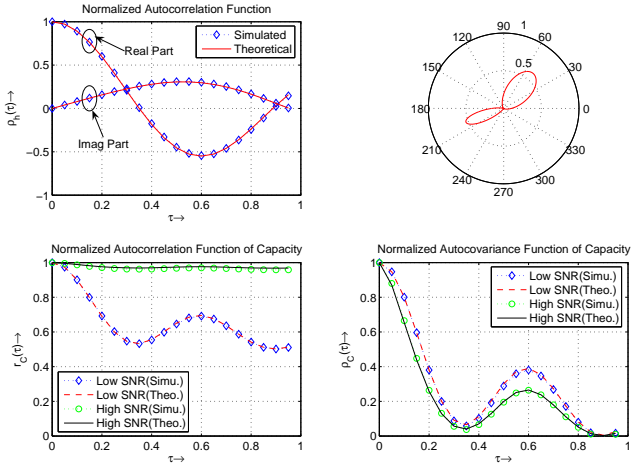 Normalized Autocorrelation Function
1
0.5
0
−0.5
−1
0
0.2
0.4
0.6
0.8
1
ρh(τ)→
τ→
Real Part
Imag Part
Simulated
Theoretical
90
1
60
120
0.5
30
150
0
180
330
210
300
240
270
Normalized Autocorrelation Function of Capacity
1
0.8
0.6
0.4
0.2
0
0
0.2
0.4
0.6
0.8
1
rC(τ)→
τ→
Low SNR(Simu.)
Low SNR(Theo.)
High SNR(Simu.)
High SNR(Theo.)
Normalized Autocovariance Function of Capacity
1
0.8
0.6
0.4
0.2
0
0
0.2
0.4
0.6
0.8
1
ρC(τ)→
τ→
Low SNR(Simu.)
Low SNR(Theo.)
High SNR(Simu.)
High SNR(Theo.)